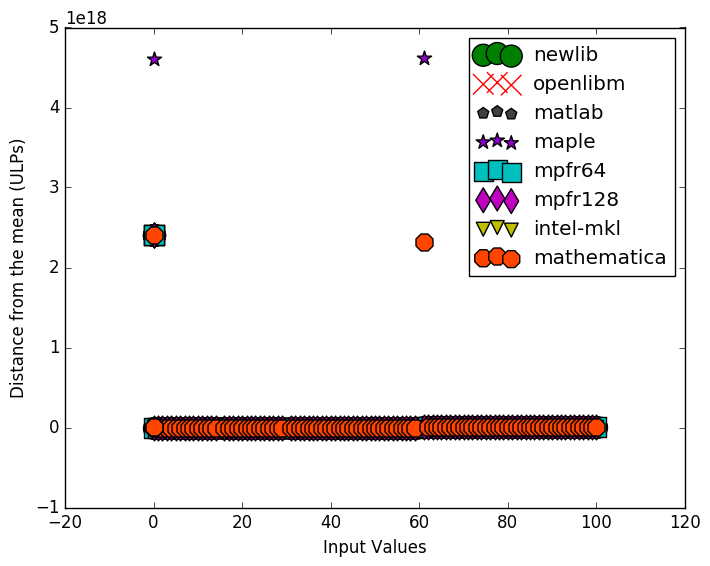 1e18
5
4
3
2
1
0
−1
−20
0
20
40
60
80
100
120
Distance from the mean (ULPs)
Input Values
newlib
openlibm
matlab
maple
mpfr64
mpfr128
intel-mkl
mathematica